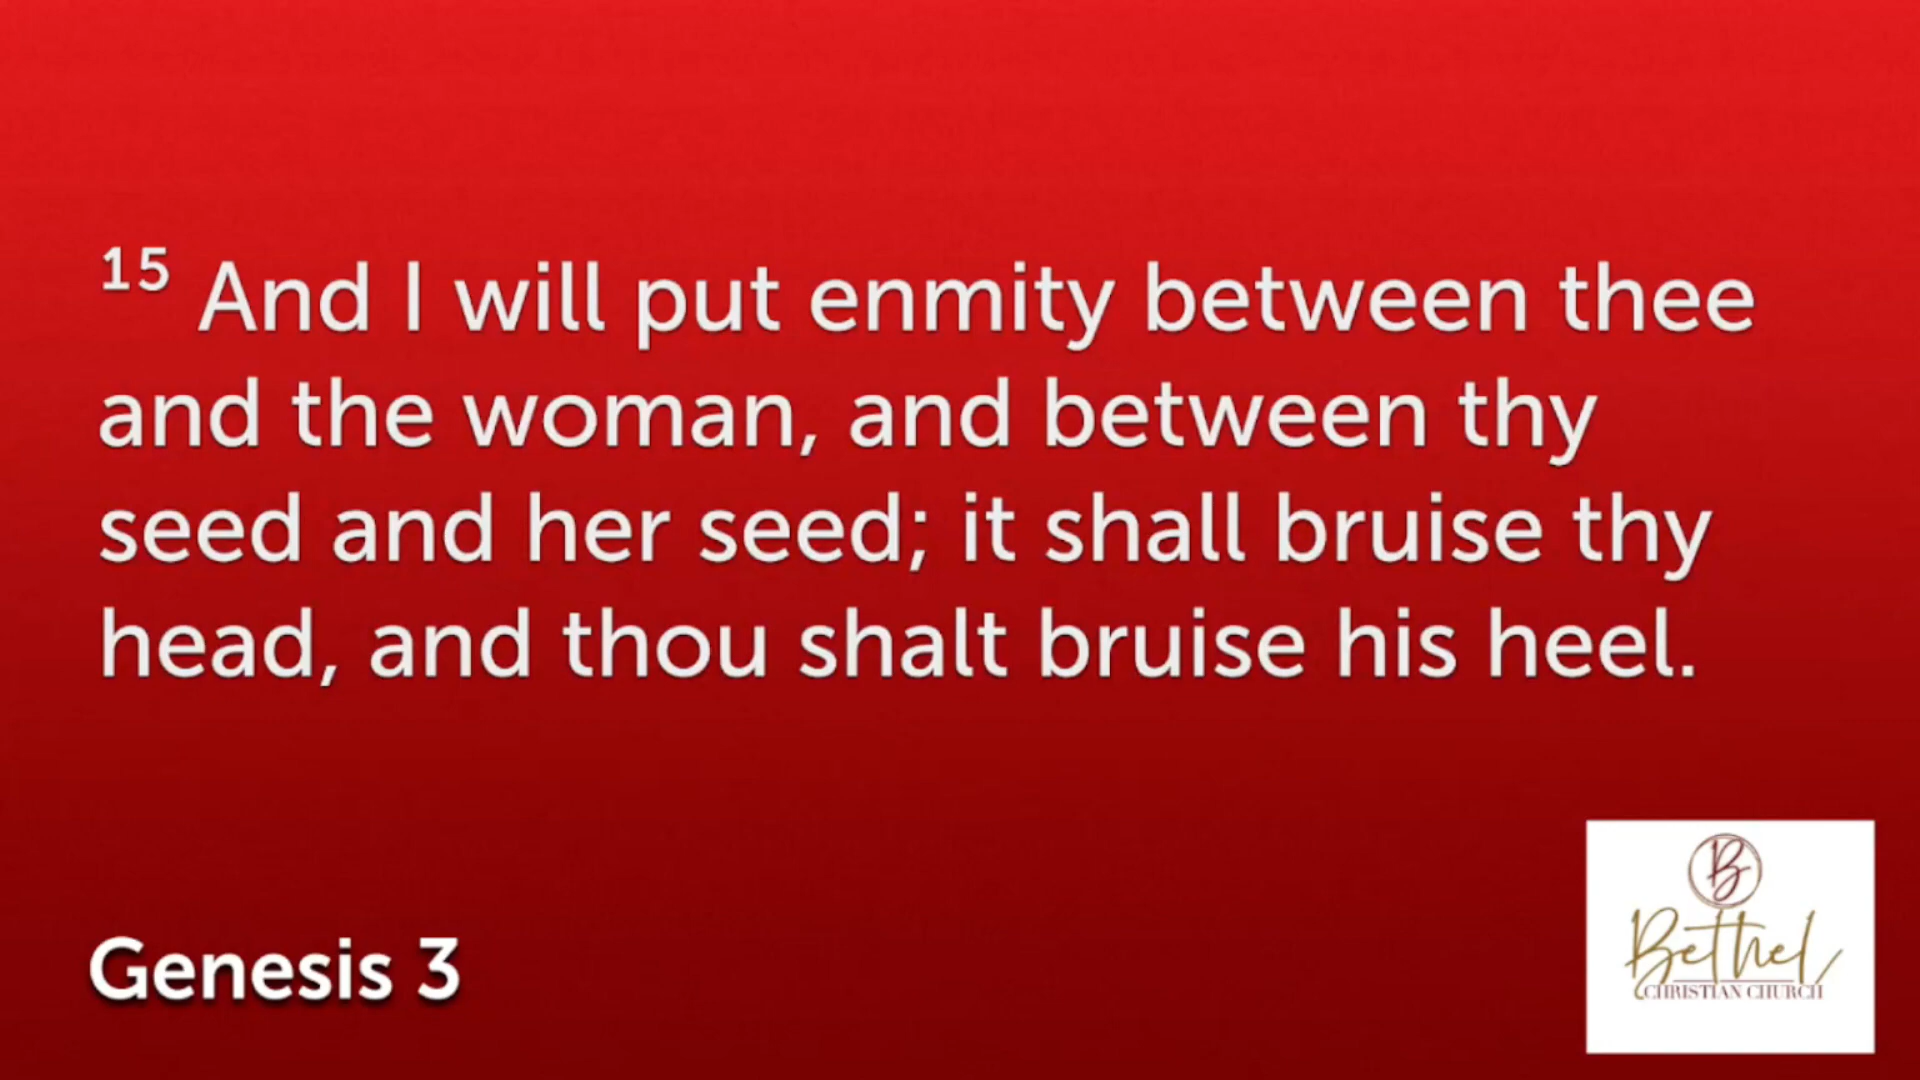 15 And I will put enmity between thee
and the woman, and between thy
seed and her seed; it shall bruise thy
head, and thou shalt bruise his heel.
Genesis 3
B
Bethel
CHRISTIAN CHURCH